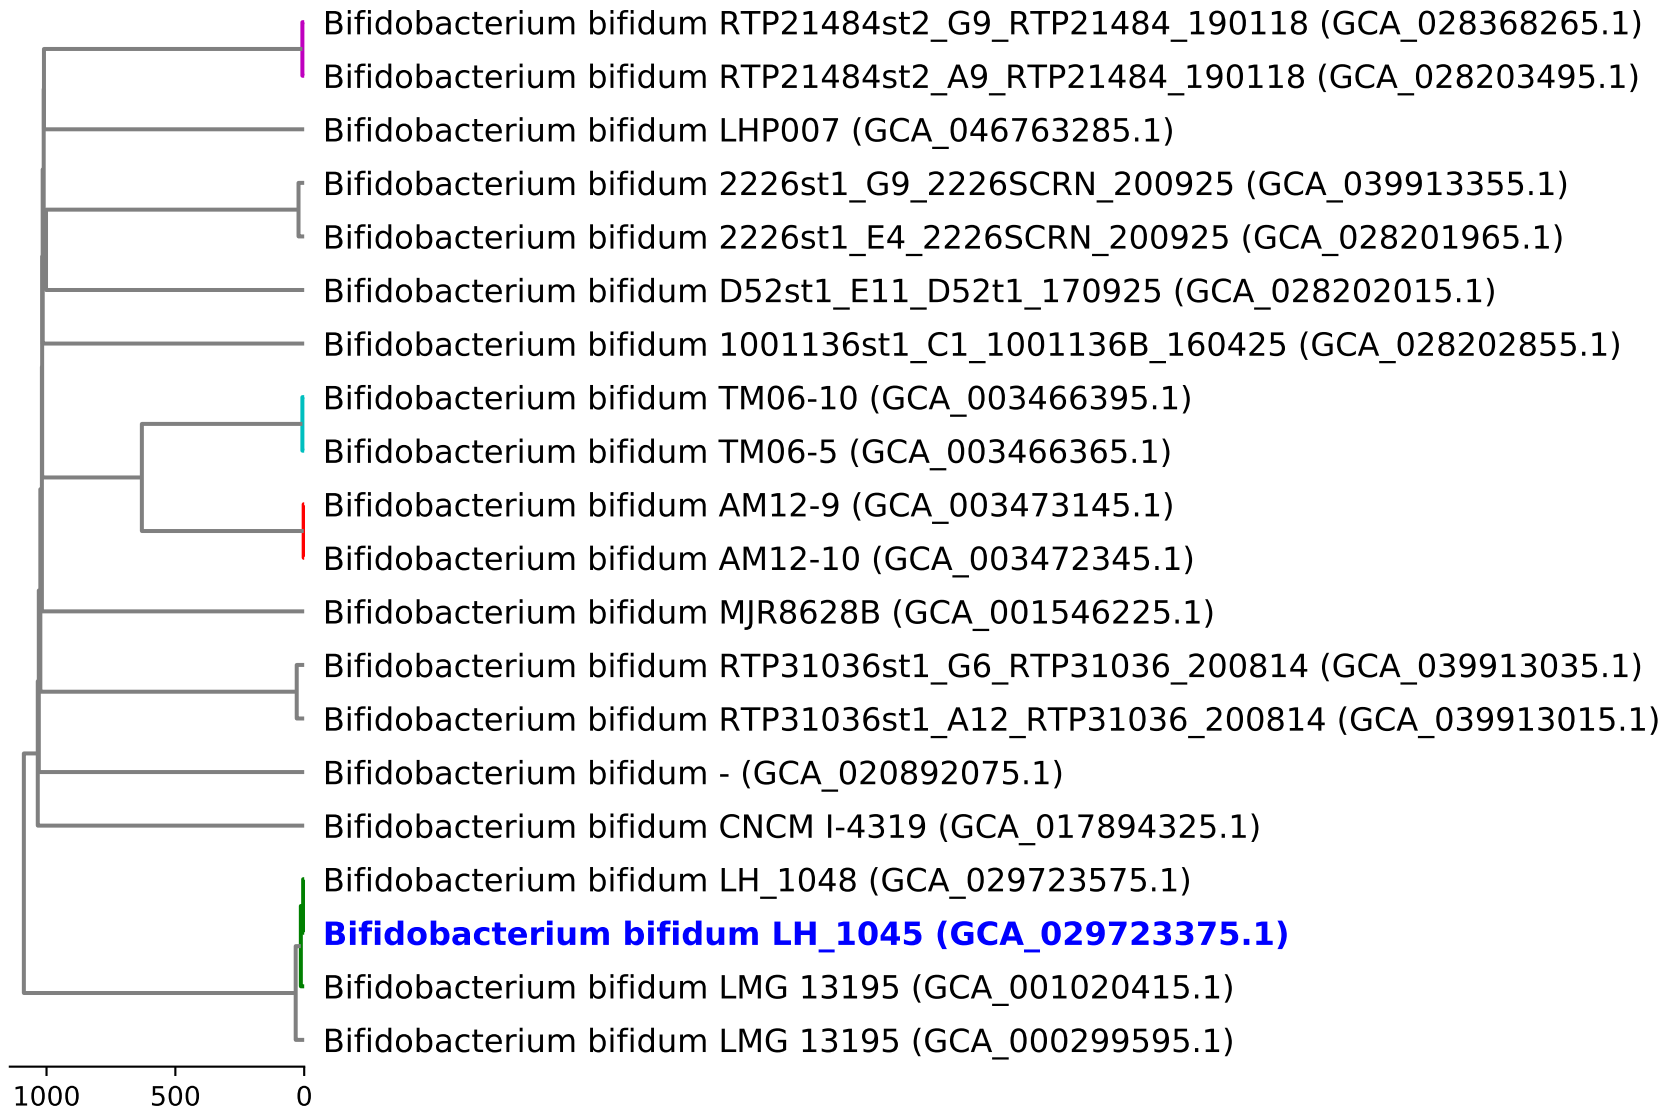 Bifidobacterium bifidum RTP21484st2_G9_RTP21484_190118 (GCA_028368265.1)
Bifidobacterium bifidum RTP21484st2_A9_RTP21484_190118 (GCA_028203495.1)
Bifidobacterium bifidum LHP007 (GCA_046763285.1)
Bifidobacterium bifidum 2226st1_G9_2226SCRN_200925 (GCA_039913355.1)
Bifidobacterium bifidum 2226st1_E4_2226SCRN_200925 (GCA_028201965.1)
Bifidobacterium bifidum D52st1_E11_D52t1_170925 (GCA_028202015.1)
Bifidobacterium bifidum 1001136st1_C1_1001136B_160425 (GCA_028202855.1)
Bifidobacterium bifidum TM06-10 (GCA_003466395.1)
Bifidobacterium bifidum TM06-5 (GCA_003466365.1)
Bifidobacterium bifidum AM12-9 (GCA_003473145.1)
Bifidobacterium bifidum AM12-10 (GCA_003472345.1)
Bifidobacterium bifidum MJR8628B (GCA_001546225.1)
Bifidobacterium bifidum RTP31036st1_G6_RTP31036_200814 (GCA_039913035.1)
Bifidobacterium bifidum RTP31036st1_A12_RTP31036_200814 (GCA_039913015.1)
Bifidobacterium bifidum - (GCA_020892075.1)
Bifidobacterium bifidum CNCM I-4319 (GCA_017894325.1)
Bifidobacterium bifidum LH_1048 (GCA_029723575.1)
Bifidobacterium bifidum LH_1045 (GCA_029723375.1)
Bifidobacterium bifidum LMG 13195 (GCA_001020415.1)
Bifidobacterium bifidum LMG 13195 (GCA_000299595.1)
1000 500 0